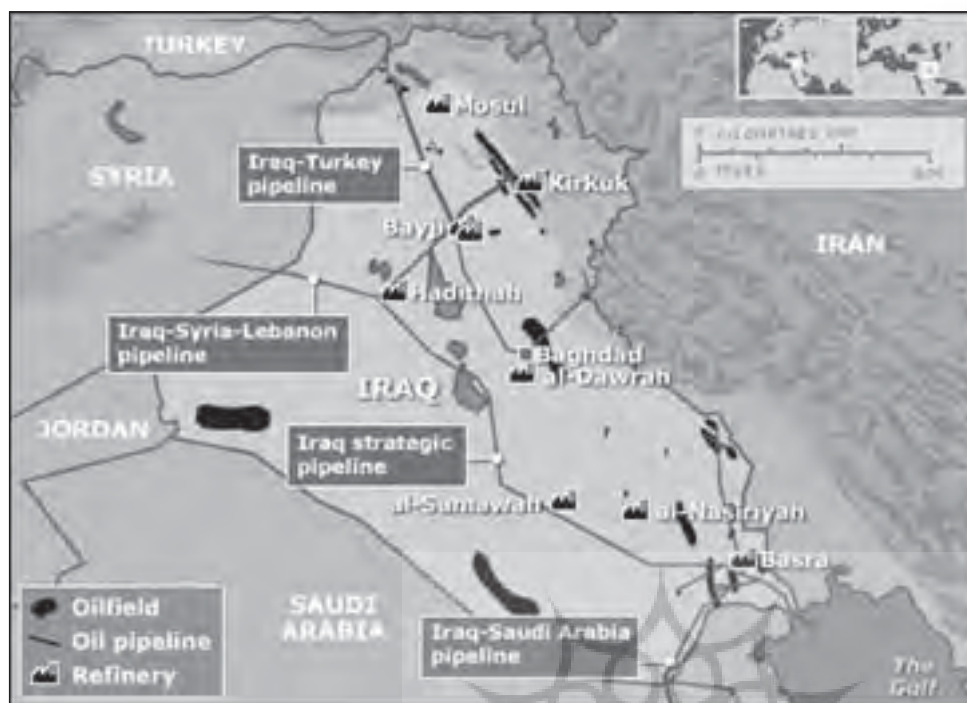 TURKEY
Mosul
SYRIA
Iraq-Turkey
pipeline
Kirkuk
Bayji
IRAN
Hadithah
Iraq-Syria-Lebanon
pipeline
Baghdad
al-Dawrah
IRAQ
JORDAN
Iraq strategic
pipeline
al-Samawah
al-Nasiriyah
Basra
Oilfield
Oil pipeline
Refinery
SAUDI
ARABIA
Iraq-Saudi Arabia
pipeline
The
Gulf